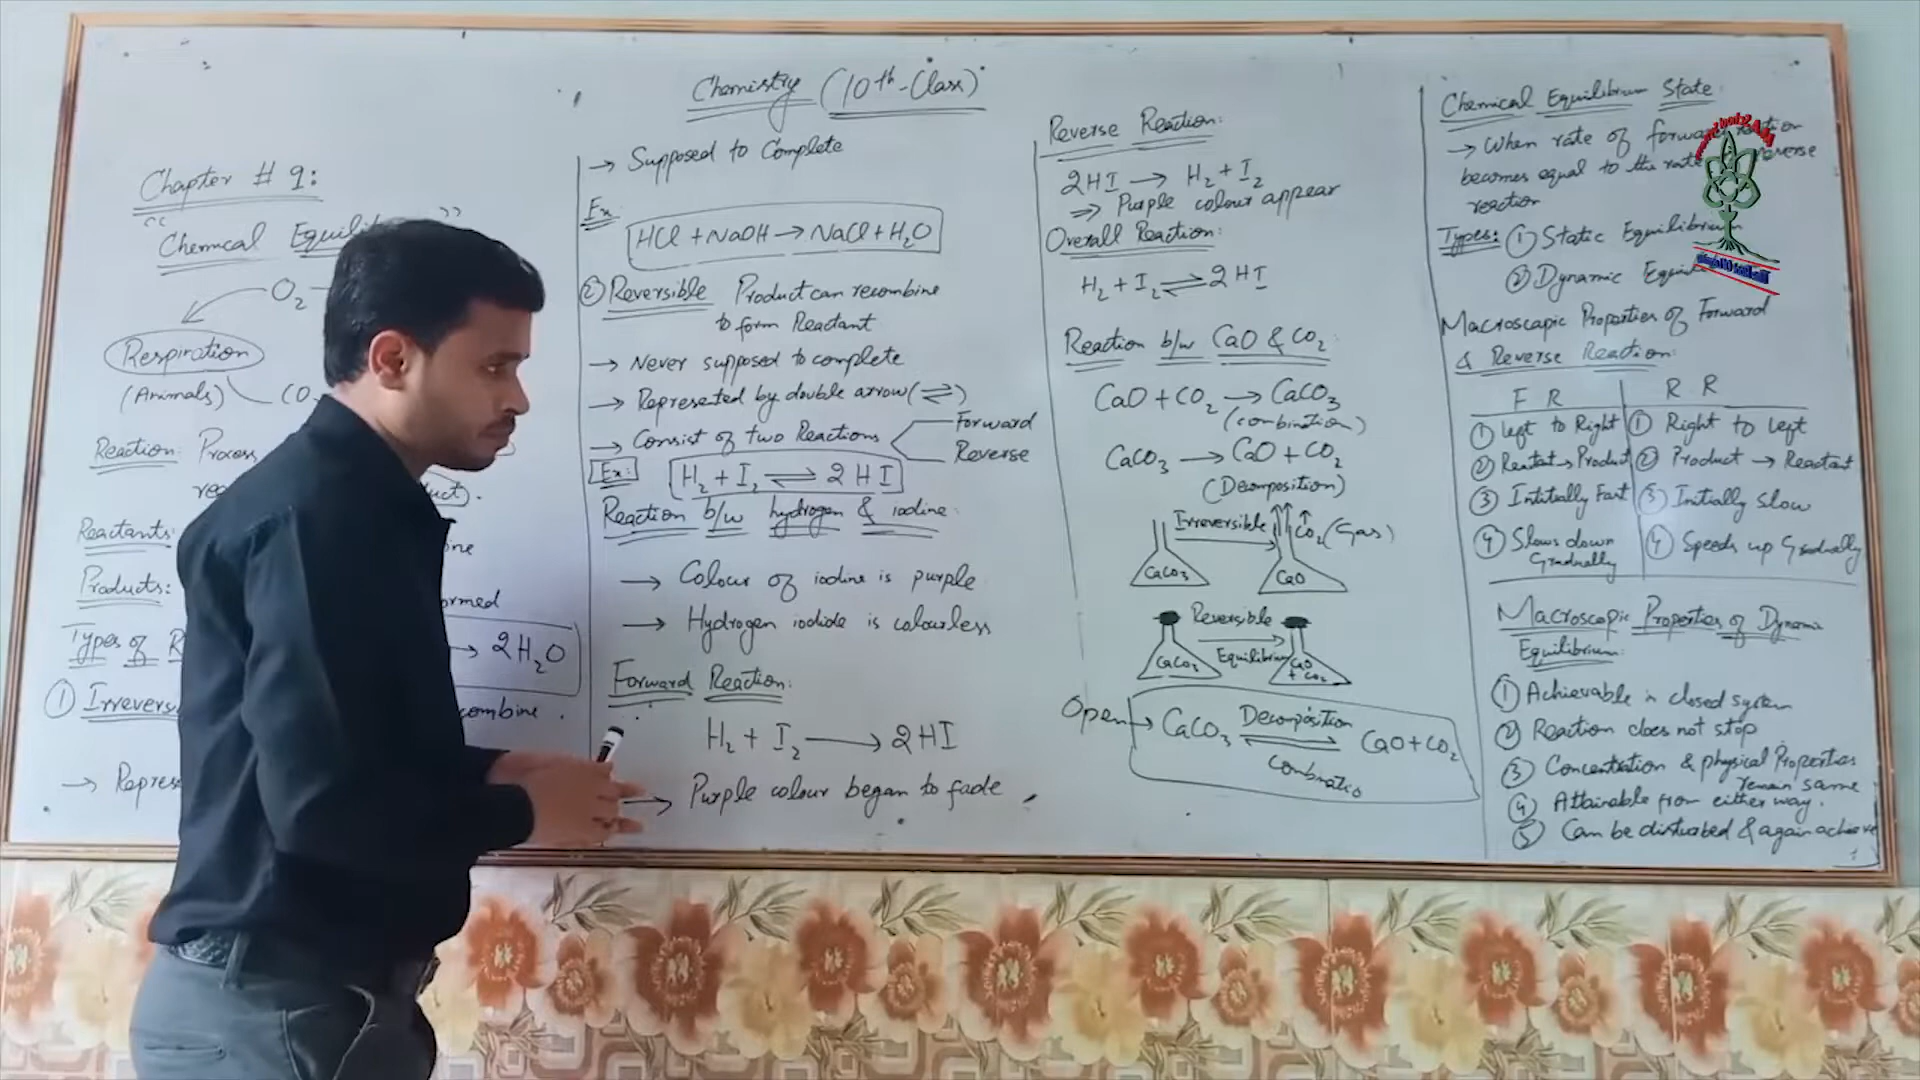 Chemistry (10th-Class)
Chapter # 9:
"Chemical
O2
Respiration
(Animals)
Reaction: Process
Reactants:
Products:
ormed
Types of R
→ 2H2O
① Irrevers
combine.
→ Represe
→ Supposed to Complete
Ex
HCl + NaOH → NaCl + H2O
② Reversible Product can recombine
to form Reactant
→ Never supposed to complete
→ Represented by double arrow (⇌)
→ Consist of two Reactions
Forward
Reverse
Ex: H2 + I2 ⇌ 2HI
Reaction b/w hydrogen & iodine:
→ Colour of iodine is purple
→ Hydrogen iodide is colourless
Forward Reaction:
H2 + I2 → 2HI
→ Purple colour began to fade
Reverse Reaction:
2HI → H2 + I2
⇒ Purple colour appear
Overall Reaction:
H2 + I2 ⇌ 2HI
Reaction b/w CaO & CO2:
CaO + CO2 → CaCO3
(combination)
CaCO3 → CaO + CO2
(Decomposition)
Irreversible ↑ CO2 (Gas)
CaCO3 CaO
Reversible
Equilibrium
CaCO3 CaO + CO2
Open → CaCO3 Decomposition ⇌ CaO + CO2
Combinatio
Chemical Equilibrium State:
→ When rate of forward reaction
becomes equal to the rate reverse
reaction
Types: ① Static Equilibrium
② Dynamic
Macroscapic Properties of Forward
& Reverse Reaction:
F R R R
① left to Right ① Right to left
② Reactant → Product ② Product → Reactant
③ Intitially Fast ③ Initially slow
④ Slows down ④ Speeds up Gradually
Gradually
Macroscopic Properties of Dynamic
Equilibrium:
① Achievable in closed system
② Reaction does not stop
③ Concentration & physical Properties
remain same
④ Attainable from either way.
⑤ Can be disturbed & again achieve